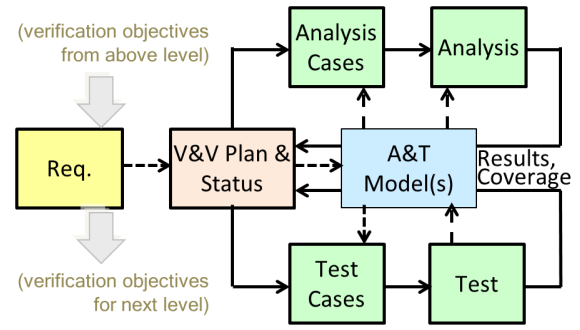 (verification objectives
from above level)
Analysis
Cases
Analysis
Req.
V&V Plan &
Status
A&T
Model(s)
Results,
Coverage
(verification objectives
for next level)
Test
Cases
Test